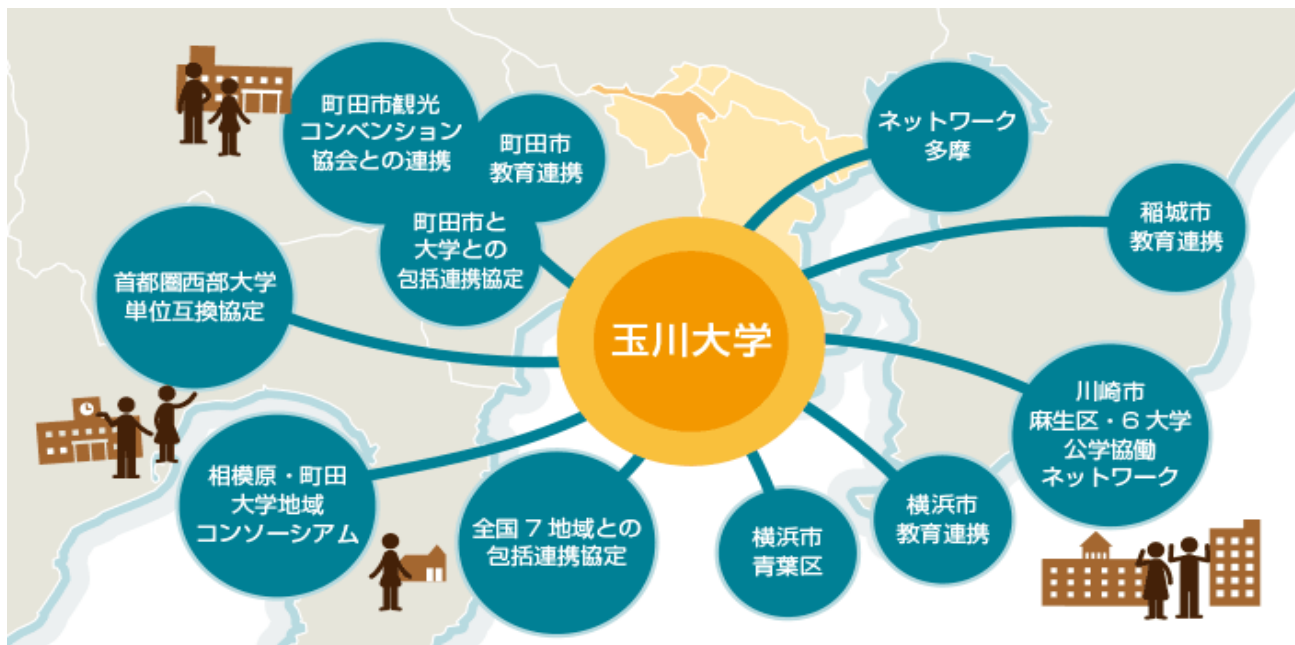 町田市観光
コンベンション
協会との連携
町田市
教育連携
町田市と
大学との
包括連携協定
首都圏西部大学
単位互換協定
相模原・町田
大学地域
コンソーシアム
全国7地域との
包括連携協定
玉川大学
ネットワーク
多摩
稲城市
教育連携
川崎市
麻生区・6大学
公学協働
ネットワーク
横浜市
教育連携
横浜市
青葉区